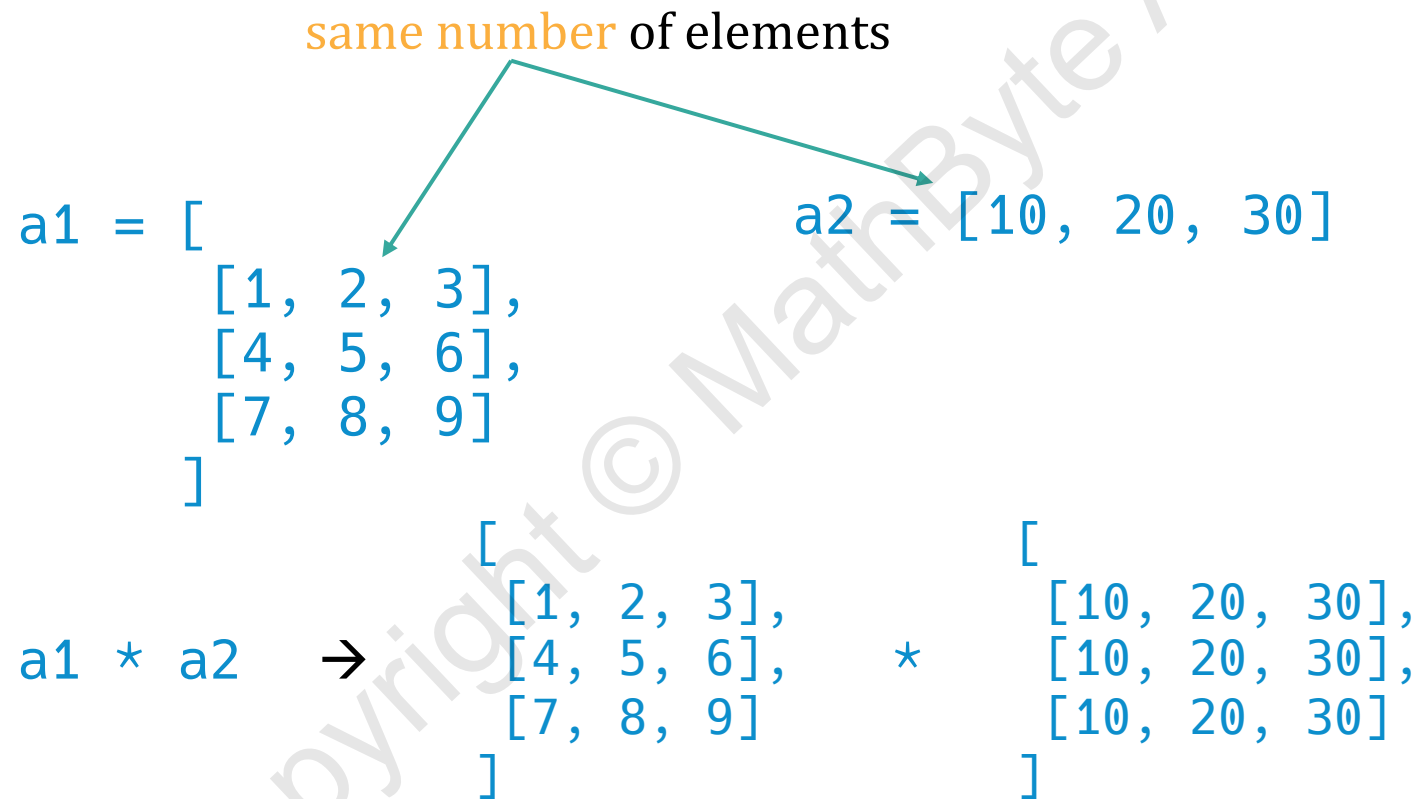 same number of elements
a1 = [
[1, 2, 3],
[4, 5, 6],
[7, 8, 9]
]
a2 = [10, 20, 30]
a1 * a2 →
[
[1, 2, 3],
[4, 5, 6],
[7, 8, 9]
]
*
[
[10, 20, 30],
[10, 20, 30],
[10, 20, 30]
]
pyright © MathByte